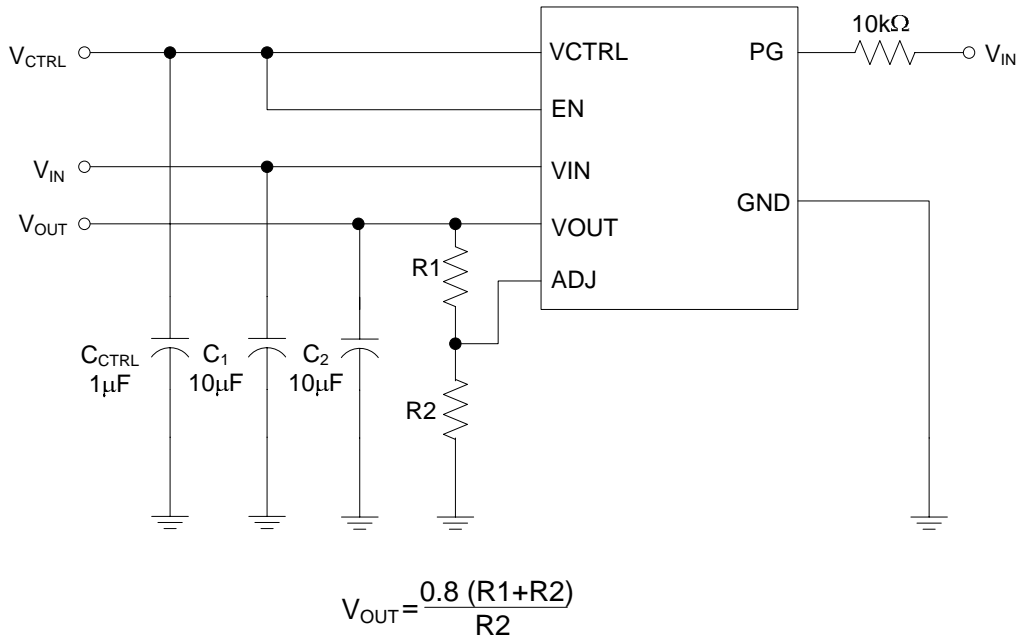 VCTRL
VCTRL
EN
VIN
VIN
VOUT
VOUT
ADJ
PG
10kΩ
VIN
GND
R1
R2
CCTRL
1µF
C1
10µF
C2
10µF
VOUT = 0.8 (R1+R2)
R2